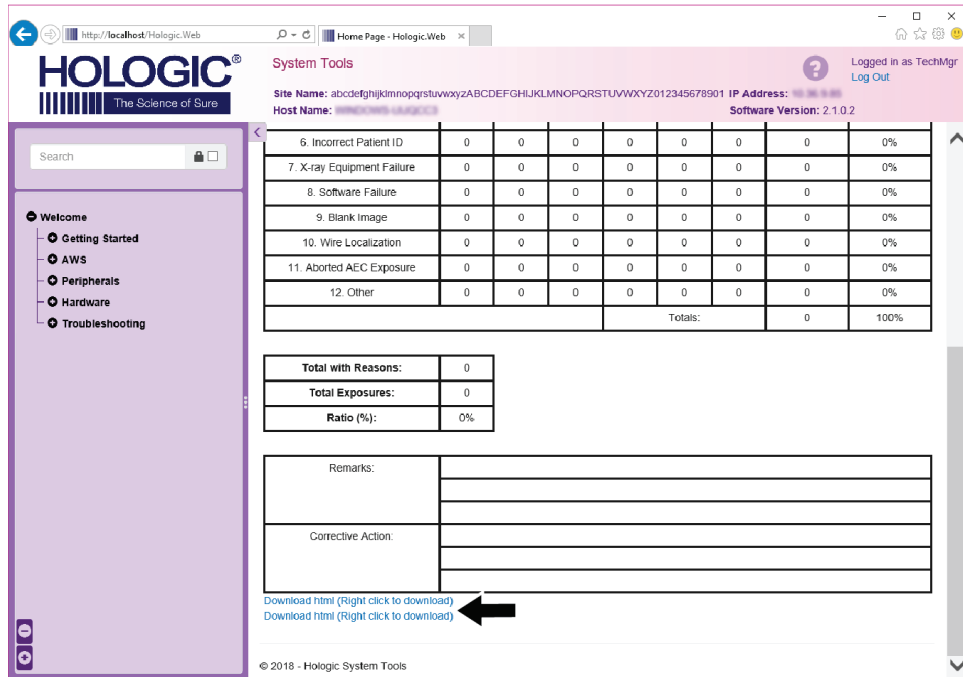 http://localhost/Hologic.Web
Home Page - Hologic.Web
HOLOGIC®
The Science of Sure
System Tools
Logged in as TechMgr
Log Out
Site Name: abcdefghijklmnopqrstuvwxyzABCDEFGHIJKLMNOPQRSTUVWXYZ012345678901 IP Address:
Host Name:
Software Version: 2.1.0.2
Search
Welcome
Getting Started
AWS
Peripherals
Hardware
Troubleshooting
6. Incorrect Patient ID 0 0 0 0 0 0 0 0%
7. X-ray Equipment Failure 0 0 0 0 0 0 0 0%
8. Software Failure 0 0 0 0 0 0 0 0%
9. Blank Image 0 0 0 0 0 0 0 0%
10. Wire Localization 0 0 0 0 0 0 0 0%
11. Aborted AEC Exposure 0 0 0 0 0 0 0 0%
12. Other 0 0 0 0 0 0 0 0%
Totals: 0 100%
Total with Reasons: 0
Total Exposures: 0
Ratio (%): 0%
Remarks:
Corrective Action:
Download html (Right click to download)
Download html (Right click to download)
© 2018 - Hologic System Tools